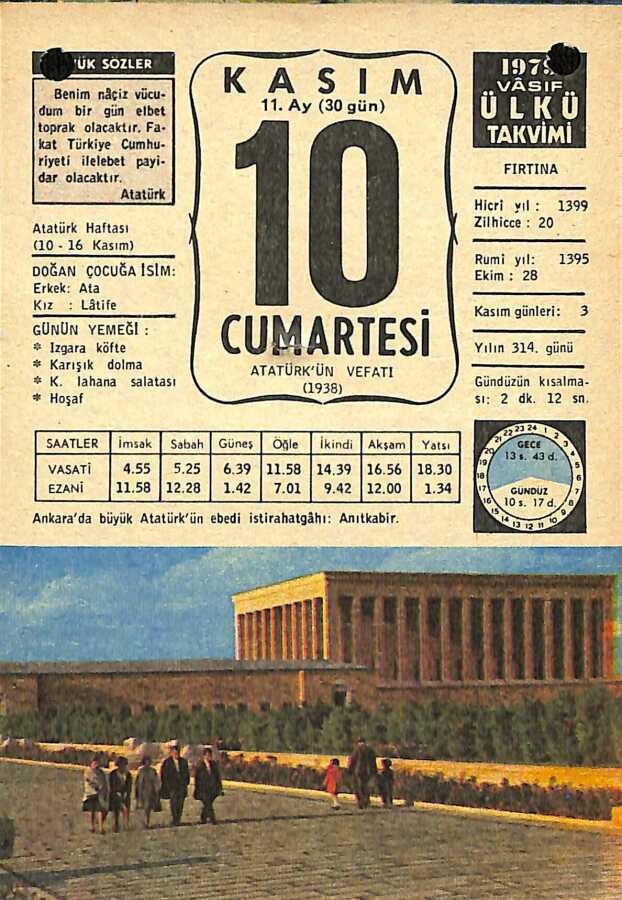 ÜK SÖZLER
Benim nâçiz vücu-
dum bir gün elbet
toprak olacaktır. Fa-
kat Türkiye Cumhu-
riyeti ilelebet payi-
dar olacaktır.
Atatürk
Atatürk Haftası
(10 - 16 Kasım)
DOĞAN ÇOCUĞA İSİM:
Erkek: Ata
Kız : Lâtife
GÜNÜN YEMEĞİ :
* Izgara köfte
* Karışık dolma
* K. lahana salatası
* Hoşaf
KASIM
11. Ay (30 gün)
10
CUMARTESİ
ATATÜRK'ÜN VEFATI
(1938)
1979
VÂSIF
ÜLKÜ
TAKVİMİ
FIRTINA
Hicri yıl : 1399
Zilhicce : 20
Rumi yıl: 1395
Ekim : 28
Kasım günleri: 3
Yılın 314. günü
Gündüzün kısalma-
sı: 2 dk. 12 sn.
SAATLER İmsak Sabah Güneş Öğle İkindi Akşam Yatsı
VASATİ 4.55 5.25 6.39 11.58 14.39 16.56 18.30
EZANİ 11.58 12.28 1.42 7.01 9.42 12.00 1.34
GECE
13 s. 43 d.
GÜNDÜZ
10 s. 17 d.
Ankara'da büyük Atatürk'ün ebedi istirahatgâhı: Anıtkabir.